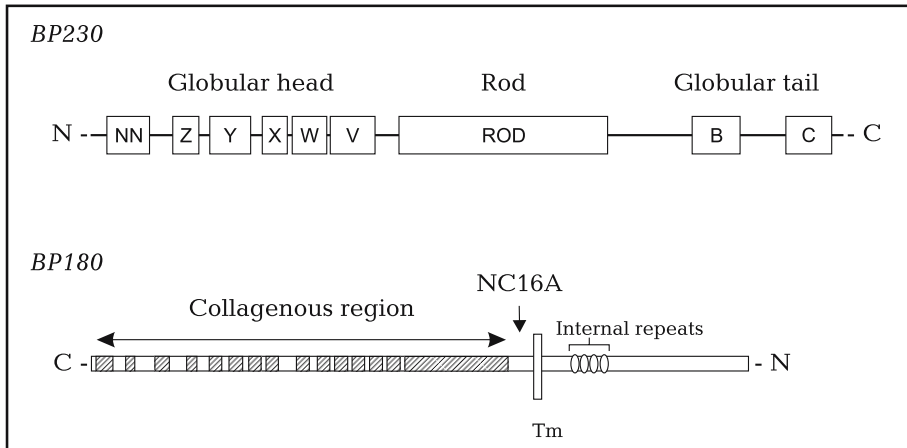 BP230
Globular head Rod Globular tail
N - NN Z Y X W V ROD B C - - C
BP180
NC16A
Collagenous region
Internal repeats
C - - N
Tm